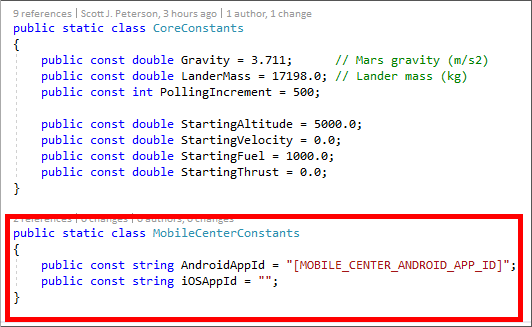 9 references | Scott J. Peterson, 3 hours ago | 1 author, 1 change
public static class CoreConstants
{
public const double Gravity = 3.711; // Mars gravity (m/s2)
public const double LanderMass = 17198.0; // Lander mass (kg)
public const int PollingIncrement = 500;
public const double StartingAltitude = 5000.0;
public const double StartingVelocity = 0.0;
public const double StartingFuel = 1000.0;
public const double StartingThrust = 0.0;
}
2 references | 0 changes | 0 authors, 0 changes
public static class MobileCenterConstants
{
public const string AndroidAppId = "[MOBILE_CENTER_ANDROID_APP_ID]";
public const string iOSAppId = "";
}